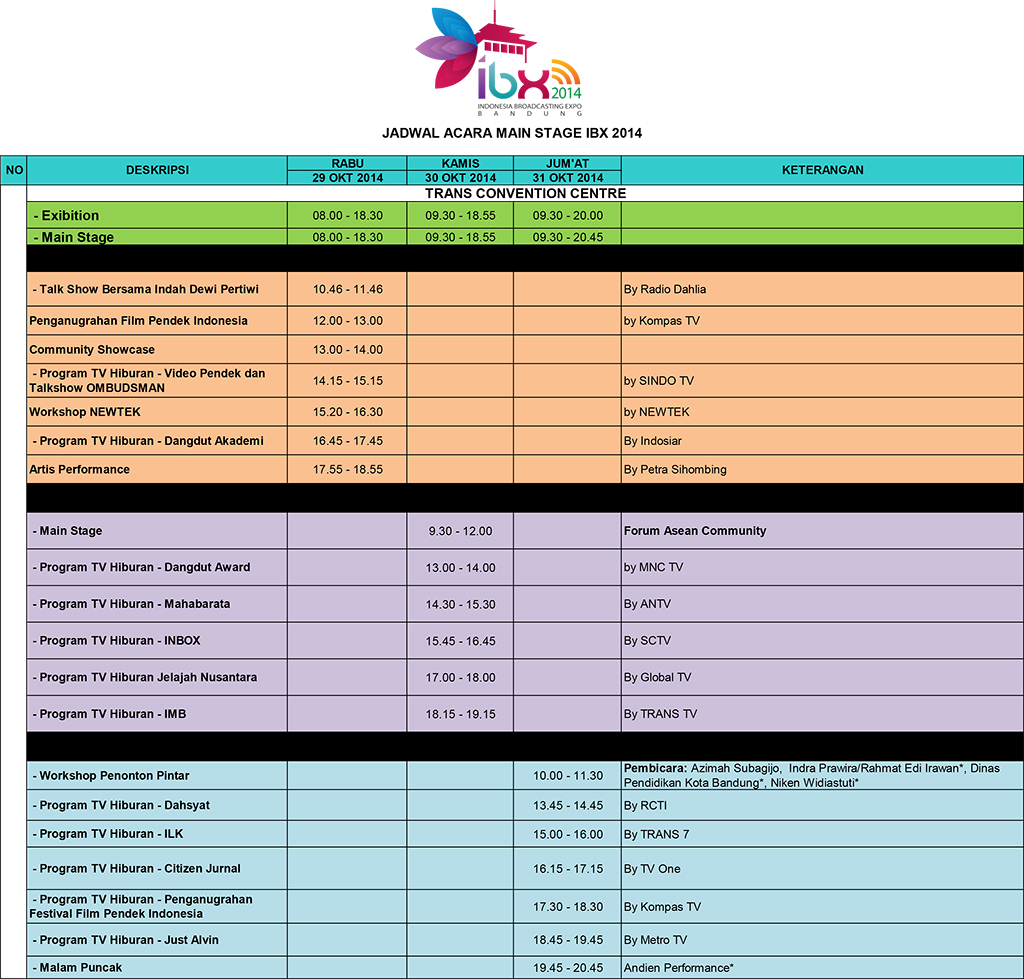 ibx
2014
INDONESIA BROADCASTING EXPO
BANDUNG
JADWAL ACARA MAIN STAGE IBX 2014
NO DESKRIPSI RABU KAMIS JUM'AT KETERANGAN
29 OKT 2014 30 OKT 2014 31 OKT 2014
TRANS CONVENTION CENTRE
- Exibition 08.00 - 18.30 09.30 - 18.55 09.30 - 20.00
- Main Stage 08.00 - 18.30 09.30 - 18.55 09.30 - 20.45
- Talk Show Bersama Indah Dewi Pertiwi 10.46 - 11.46 By Radio Dahlia
Penganugrahan Film Pendek Indonesia 12.00 - 13.00 by Kompas TV
Community Showcase 13.00 - 14.00
- Program TV Hiburan - Video Pendek dan
Talkshow OMBUDSMAN 14.15 - 15.15 by SINDO TV
Workshop NEWTEK 15.20 - 16.30 by NEWTEK
- Program TV Hiburan - Dangdut Akademi 16.45 - 17.45 By Indosiar
Artis Performance 17.55 - 18.55 By Petra Sihombing
- Main Stage 9.30 - 12.00 Forum Asean Community
- Program TV Hiburan - Dangdut Award 13.00 - 14.00 by MNC TV
- Program TV Hiburan - Mahabarata 14.30 - 15.30 By ANTV
- Program TV Hiburan - INBOX 15.45 - 16.45 By SCTV
- Program TV Hiburan Jelajah Nusantara 17.00 - 18.00 By Global TV
- Program TV Hiburan - IMB 18.15 - 19.15 By TRANS TV
- Workshop Penonton Pintar 10.00 - 11.30 Pembicara: Azimah Subagijo, Indra Prawira/Rahmat Edi Irawan*, Dinas
Pendidikan Kota Bandung*, Niken Widiastuti*
- Program TV Hiburan - Dahsyat 13.45 - 14.45 By RCTI
- Program TV Hiburan - ILK 15.00 - 16.00 By TRANS 7
- Program TV Hiburan - Citizen Jurnal 16.15 - 17.15 By TV One
- Program TV Hiburan - Penganugrahan
Festival Film Pendek Indonesia 17.30 - 18.30 By Kompas TV
- Program TV Hiburan - Just Alvin 18.45 - 19.45 By Metro TV
- Malam Puncak 19.45 - 20.45 Andien Performance*